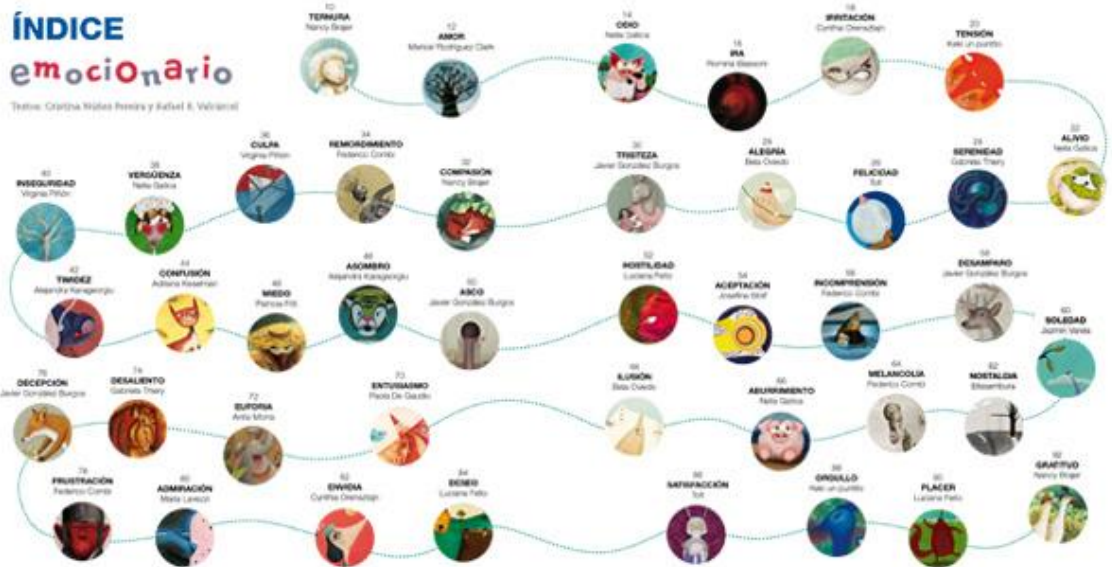 ÍNDICE
emocionario
Textos: Cristina Núñez Pereira y Rafael R. Valcárcel
10
TERNURA
Nancy Brajer
12
AMOR
Maricel Rodríguez Clark
14
ODIO
Nella Gatica
16
IRA
Romina Biassoni
18
IRRITACIÓN
Cynthia Orensztajn
20
TENSIÓN
Keki un puntito
22
ALIVIO
Nella Gatica
24
SERENIDAD
Gabriela Thiery
26
FELICIDAD
Tuti
28
ALEGRÍA
Bela Oviedo
30
TRISTEZA
Javier González Burgos
32
COMPASIÓN
Nancy Brajer
34
REMORDIMIENTO
Federico Combi
36
CULPA
Virginia Piñón
38
VERGÜENZA
Nella Gatica
40
INSEGURIDAD
Virginia Piñón
42
TIMIDEZ
Alejandra Karageorgiu
44
CONFUSIÓN
Adriana Keselman
46
MIEDO
Patricia Fitti
48
ASOMBRO
Alejandra Karageorgiu
50
ASCO
Javier González Burgos
52
HOSTILIDAD
Luciana Feito
54
ACEPTACIÓN
Josefina
56
INCOMPRENSIÓN
Federico Combi
58
DESAMPARO
Javier González Burgos
60
SOLEDAD
Jazmín Varela
62
NOSTALGIA
64
MELANCOLÍA
Federico Combi
66
ABURRIMIENTO
Nella Gatica
68
ILUSIÓN
Bela Oviedo
70
ENTUSIASMO
Paola De Gaudio
72
EUFORIA
Anita Morra
74
DESALIENTO
Gabriela Thiery
76
DECEPCIÓN
Javier González Burgos
78
FRUSTRACIÓN
Federico Combi
80
ADMIRACIÓN
María Lavezzi
82
ENVIDIA
Cynthia Orensztajn
84
DESEO
Luciana Feito
86
SATISFACCIÓN
Tuti
88
ORGULLO
Keki un puntito
90
PLACER
Luciana Feito
92
GRATITUD
Nancy Brajer